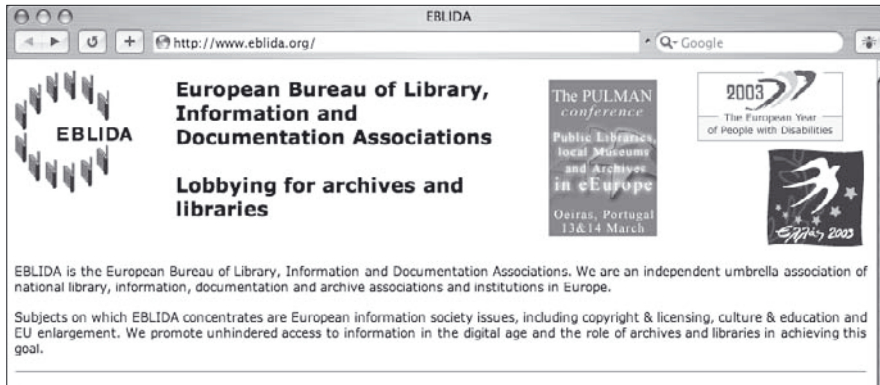 EBLIDA
http://www.eblida.org/
Google
EBLIDA
European Bureau of Library,
Information and
Documentation Associations
Lobbying for archives and
libraries
The PULMAN
conference
Public Libraries,
local Museums
and Archives
in eEurope
Oeiras, Portugal
13&14 March
2003
The European Year
of People with Disabilities
Ελλάς 2003
EBLIDA is the European Bureau of Library, Information and Documentation Associations. We are an independent umbrella association of
national library, information, documentation and archive associations and institutions in Europe.
Subjects on which EBLIDA concentrates are European information society issues, including copyright & licensing, culture & education and
EU enlargement. We promote unhindered access to information in the digital age and the role of archives and libraries in achieving this
goal.